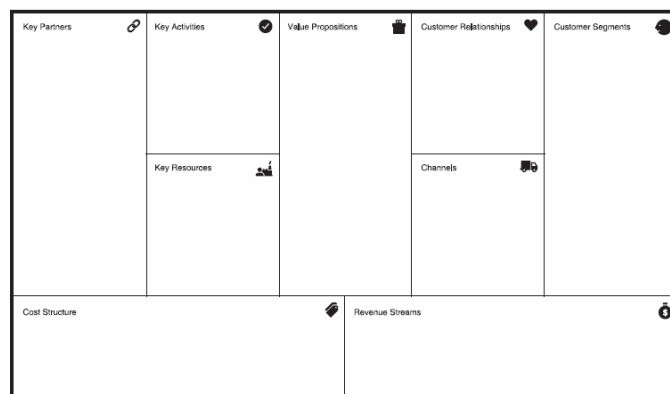 Key Partners
Key Activities
Value Propositions
Customer Relationships
Customer Segments
Key Resources
Channels
Cost Structure
Revenue Streams